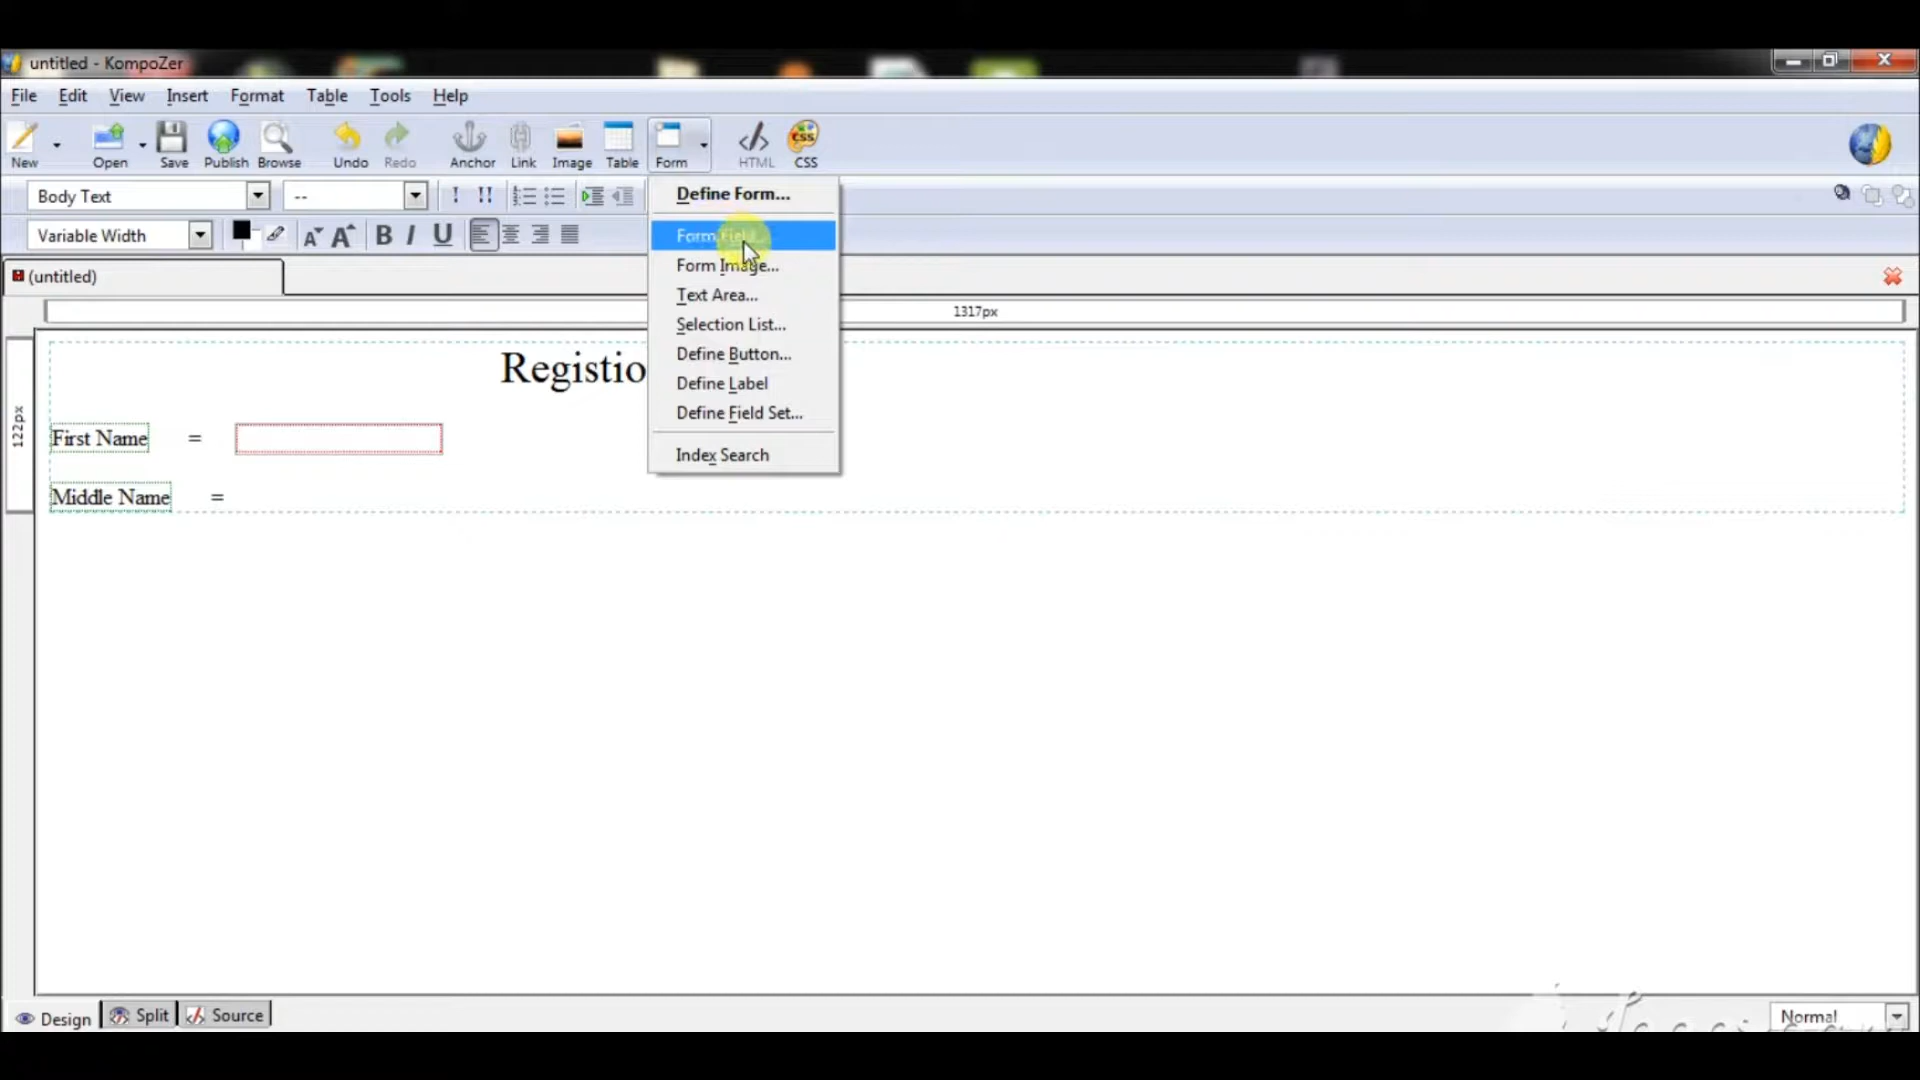 untitled - KompoZer
File Edit View Insert Format Table Tools Help
New Open Save Publish Browse Undo Redo Anchor Link Image Table Form HTML CSS
Body Text -- Define Form...
Variable Width B I U Form Field...
(untitled) Form Image...
Text Area...
1317px
Selection List...
Define Button...
Registio
Define Label
Define Field Set...
122px
First Name =
Index Search
Middle Name =
Design Split Source Normal